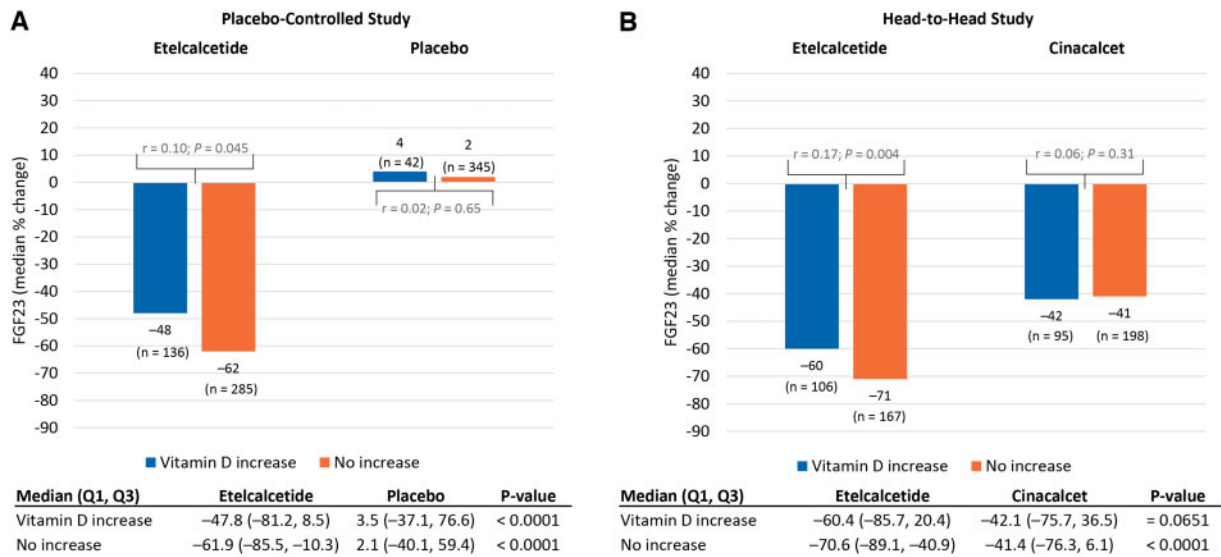 A
Placebo-Controlled Study
Etelcalcetide Placebo
FGF23 (median % change)
40
30
20
10
0
-10
-20
-30
-40
-50
-60
-70
-80
-90
r = 0.10; P = 0.045
4
(n = 42)
2
(n = 345)
r = 0.02; P = 0.65
–48
(n = 136)
–62
(n = 285)
Vitamin D increase No increase
Median (Q1, Q3) Etelcalcetide Placebo P-value
Vitamin D increase –47.8 (–81.2, 8.5) 3.5 (–37.1, 76.6) < 0.0001
No increase –61.9 (–85.5, –10.3) 2.1 (–40.1, 59.4) < 0.0001
B
Head-to-Head Study
Etelcalcetide Cinacalcet
FGF23 (median % change)
40
30
20
10
0
-10
-20
-30
-40
-50
-60
-70
-80
-90
r = 0.17; P = 0.004
r = 0.06; P = 0.31
–60
(n = 106)
–71
(n = 167)
–42
(n = 95)
–41
(n = 198)
Vitamin D increase No increase
Median (Q1, Q3) Etelcalcetide Cinacalcet P-value
Vitamin D increase –60.4 (–85.7, 20.4) –42.1 (–75.7, 36.5) = 0.0651
No increase –70.6 (–89.1, –40.9) –41.4 (–76.3, 6.1) < 0.0001